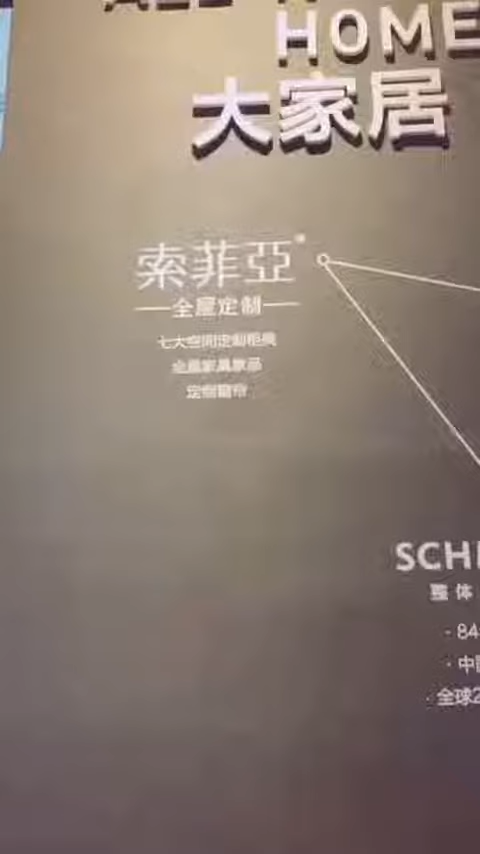 HOME
大家居
索菲亞
全屋定制
七大空间定制柜类
全屋家具家品
定制窗帘
SCH
整体
· 84
· 中
· 全球2